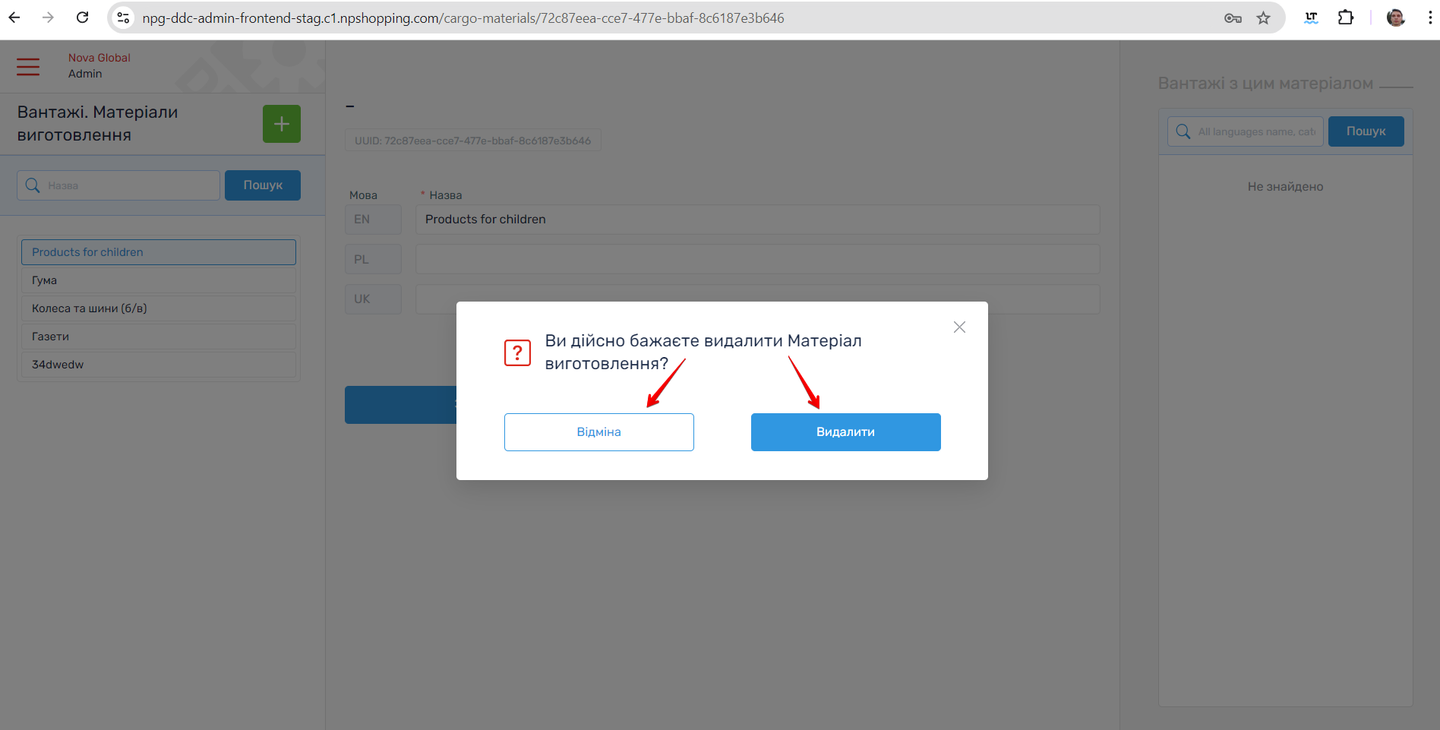 npg-ddc-admin-frontend-stag.c1.npshopping.com/cargo-materials/72c87eea-cce7-477e-bbaf-8c6187e3b646
LT
Nova Global
Admin
Вантажі. Матеріали
виготовлення
+
Назва
Пошук
Products for children
Гума
Колеса та шини (б/в)
Газети
34dwedw
–
UUID: 72c87eea-cce7-477e-bbaf-8c6187e3b646
Мова * Назва
EN Products for children
PL
UK
?
Ви дійсно бажаєте видалити Матеріал
виготовлення?
Відміна Видалити
Вантажі з цим матеріалом
All languages name, cat
Пошук
Не знайдено